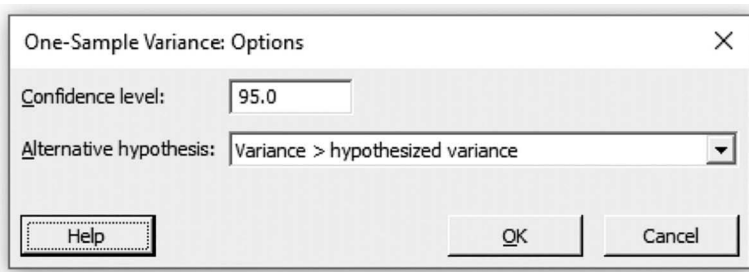 One-Sample Variance: Options
Confidence level: 95.0
Alternative hypothesis: Variance > hypothesized variance
Help OK Cancel